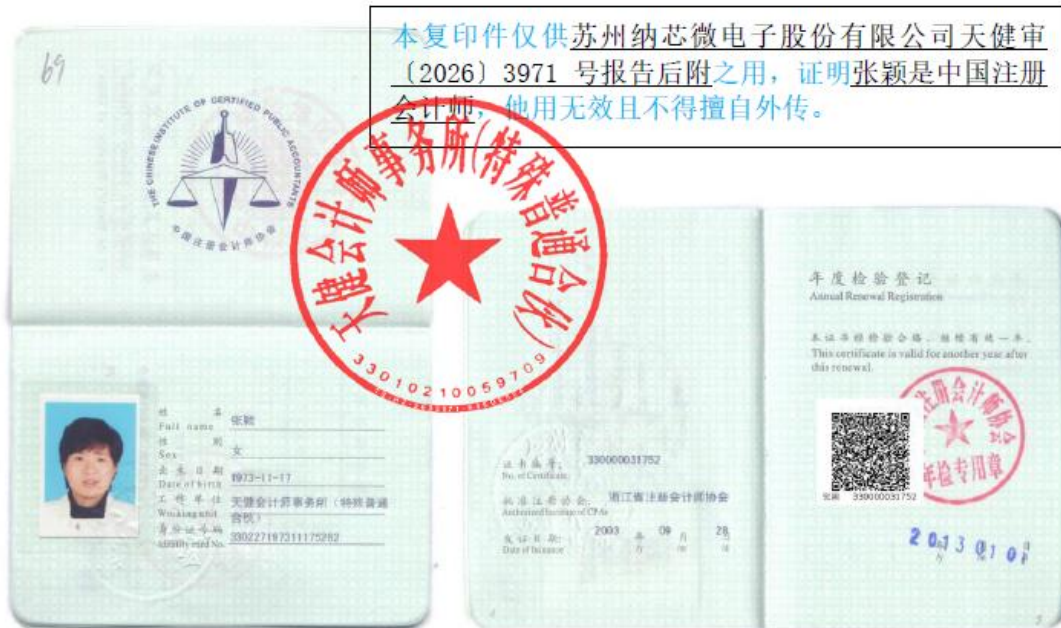 本复印件仅供苏州纳芯微电子股份有限公司天健审
〔2026〕3971 号报告后附之用，证明张颖是中国注册
会计师，他用无效且不得擅自外传。
69
THE CHINESE INSTITUTE OF CERTIFIED PUBLIC ACCOUNTANTS
中国注册会计师协会
天健会计师事务所(特殊普通合伙)
33010210059709
姓 名 张颖
Full name
性 别 女
Sex
出生日期 1973-11-17
Date of birth
工作单位 天健会计师事务所（特殊普通
Working unit 合伙）
身份证号码 330227197311175282
Identity card No.
证书编号： 330000031752
No. of Certificate
批准注册协会： 浙江省注册会计师协会
Authorized Institute of CPAs
发证日期： 2003 年 09 月 28 日
Date of Issuance
年度检验登记
Annual Renewal Registration
本证书经检验合格，继续有效一年。
This certificate is valid for another year after
this renewal.
注册会计师协会
年检专用章
张颖 330000031752